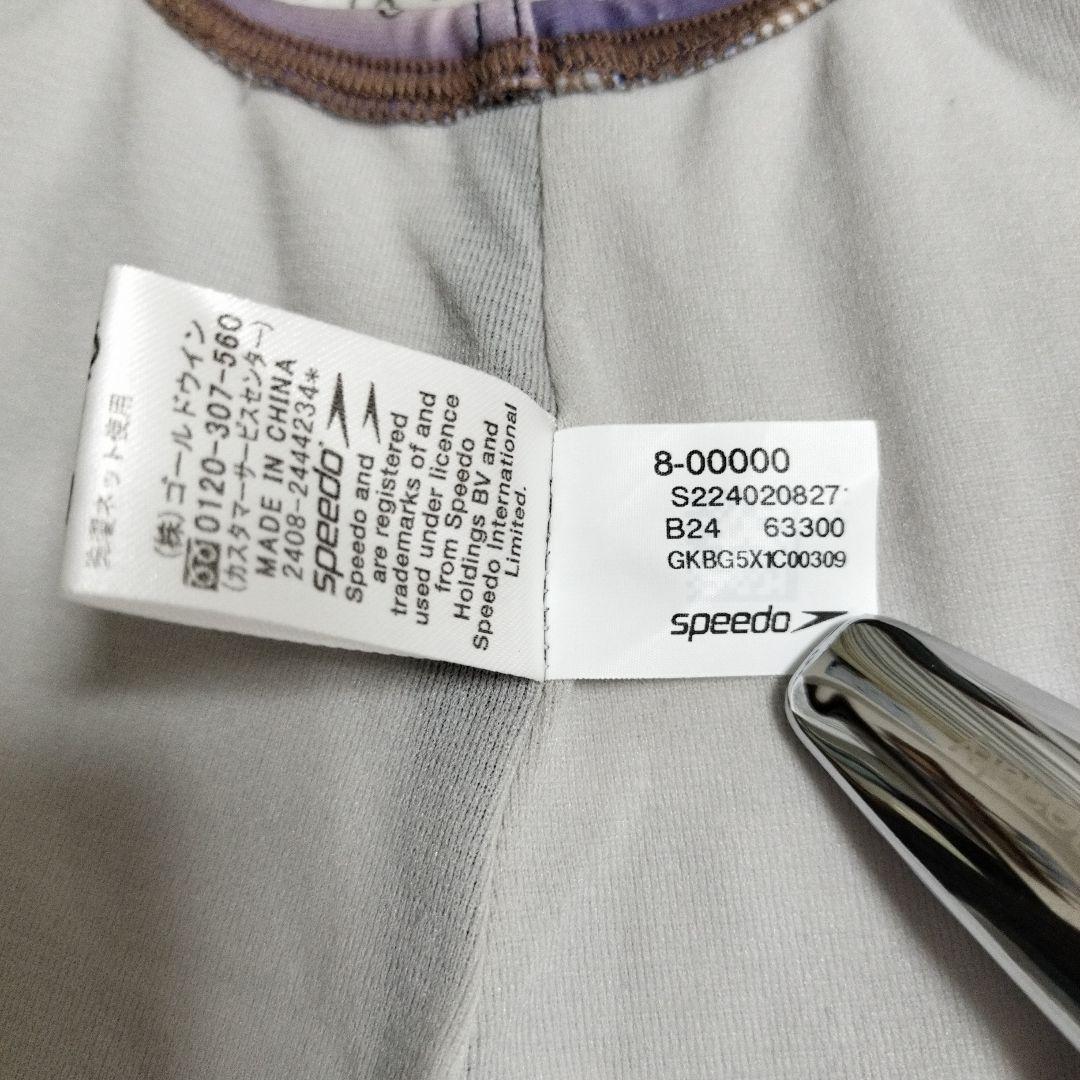 洗濯ネット使用
(株)ゴールドウイン
0120-307-560
(カスタマーサービスセンター)
MADE IN CHINA
2408-2444234*
speedo
Speedo and
are registered
trademarks of and
used under licence
from Speedo
Holdings BV and
Speedo International
Limited.
8-00000
S224020827
B24 63300
GKBG5X1C00309
speedo